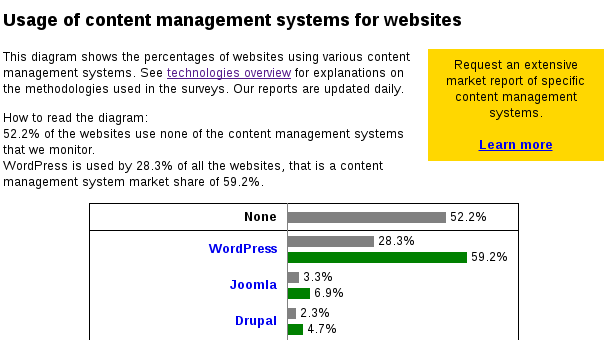 Usage of content management systems for websites
This diagram shows the percentages of websites using various content
management systems. See technologies overview for explanations on
the methodologies used in the surveys. Our reports are updated daily.
Request an extensive
market report of specific
content management
systems.
Learn more
How to read the diagram:
52.2% of the websites use none of the content management systems
that we monitor.
WordPress is used by 28.3% of all the websites, that is a content
management system market share of 59.2%.
None 52.2%
WordPress 28.3%
59.2%
Joomla 3.3%
6.9%
Drupal 2.3%
4.7%